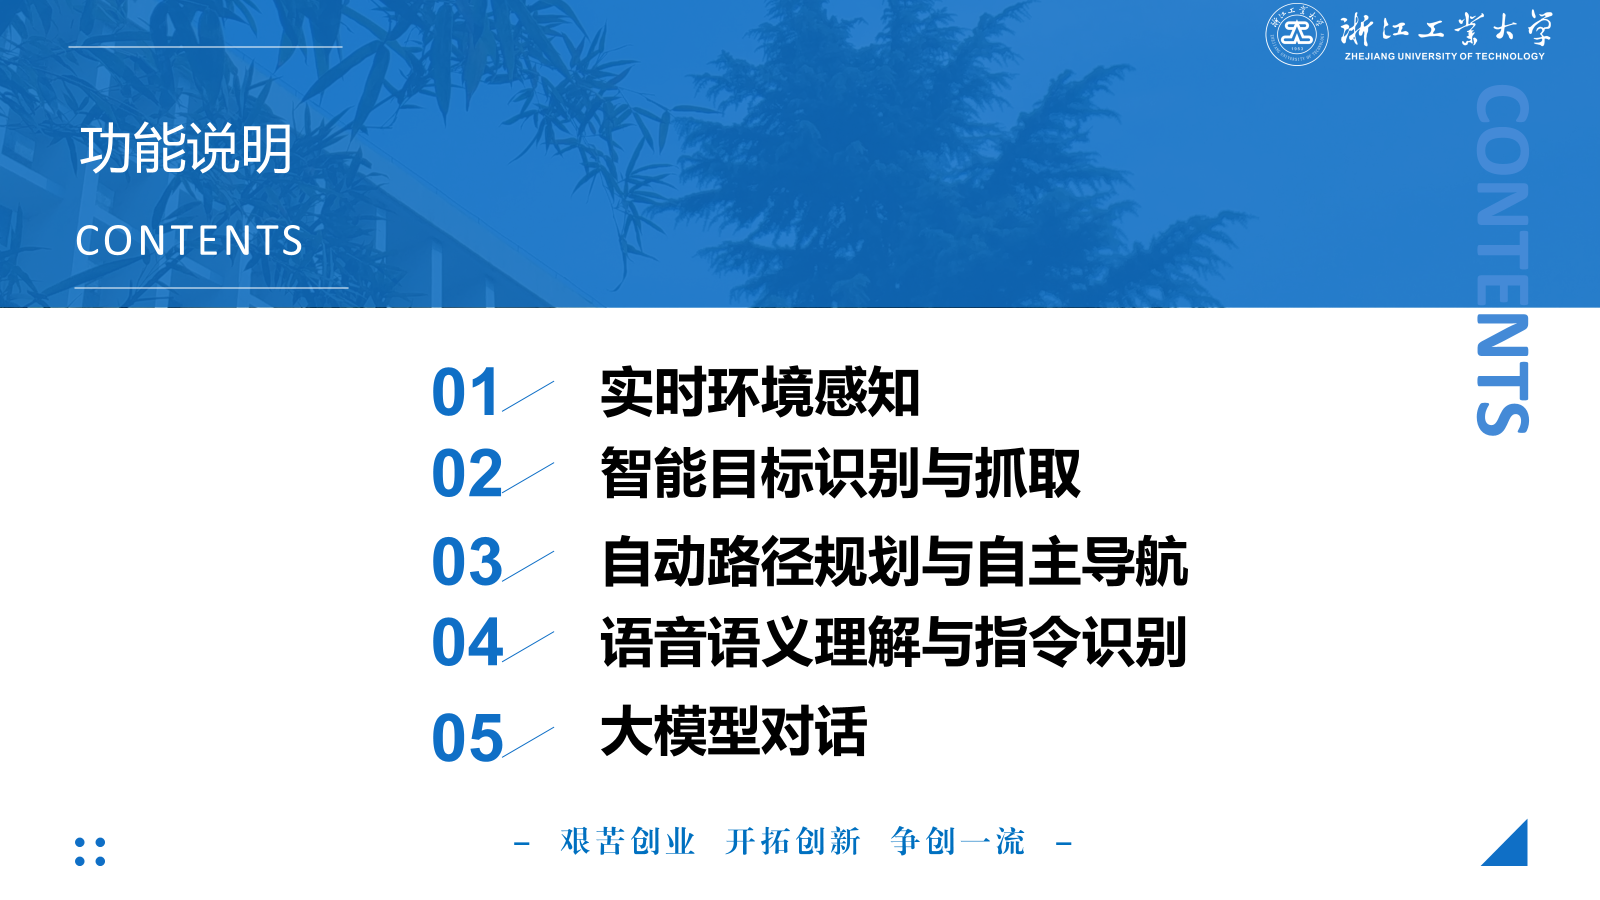 浙江工业大学
ZHEJIANG UNIVERSITY OF TECHNOLOGY
功能说明
CONTENTS
CONTENTS
01 实时环境感知
02 智能目标识别与抓取
03 自动路径规划与自主导航
04 语音语义理解与指令识别
05 大模型对话
– 艰苦创业 开拓创新 争创一流 –